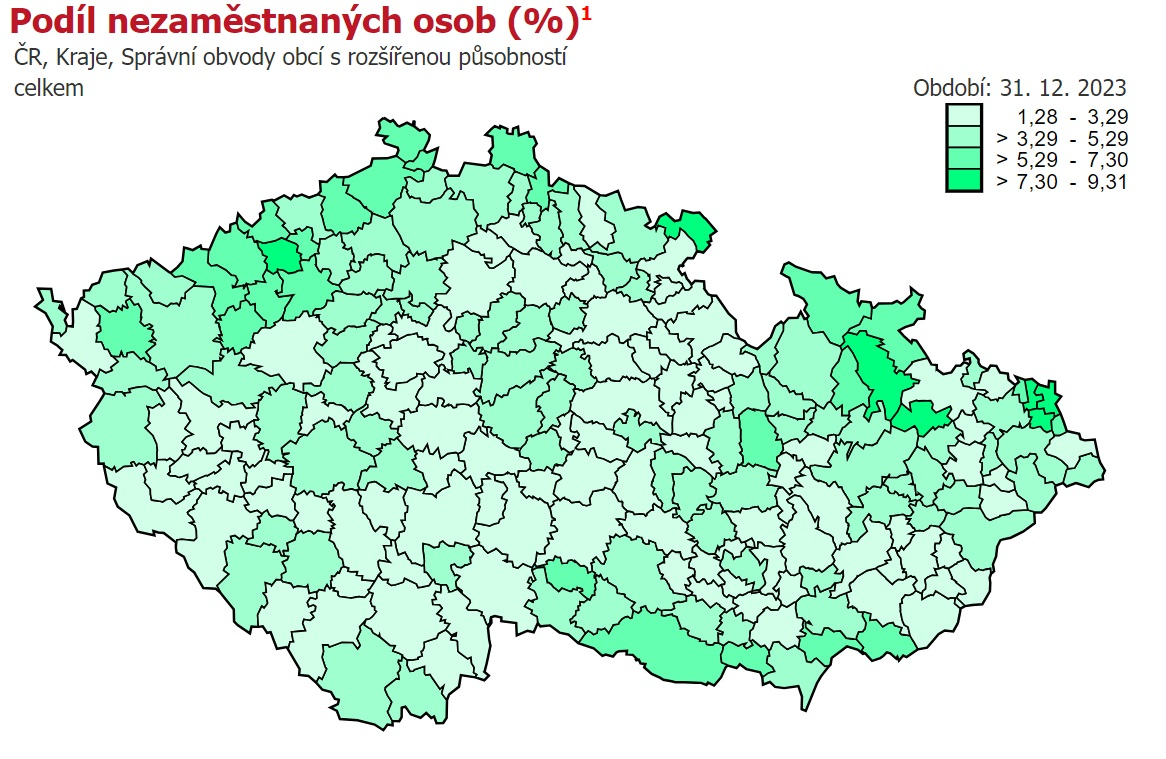 Podíl nezaměstnaných osob (%)1
ČR, Kraje, Správní obvody obcí s rozšířenou působností
celkem
Období: 31. 12. 2023
1,28 - 3,29
> 3,29 - 5,29
> 5,29 - 7,30
> 7,30 - 9,31